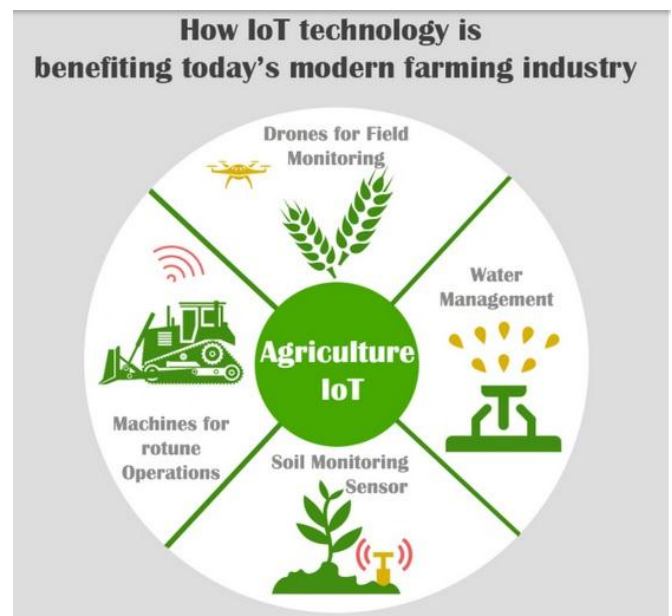 How IoT technology is
benefiting today's modern farming industry
Drones for Field
Monitoring
Water
Management
Agriculture
IoT
Machines for
rotune
Operations
Soil Monitoring
Sensor